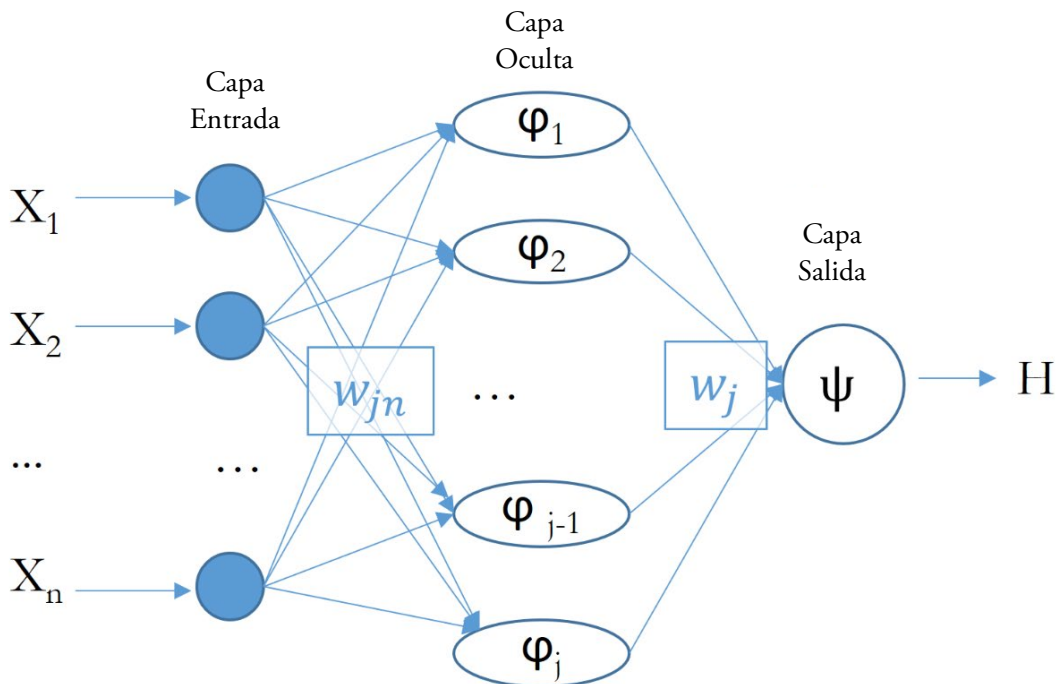 Capa
Oculta
Capa
Entrada
φ1
X1
φ2
Capa
Salida
X2
wjn
...
wj
ψ
H
...
...
φ j-1
Xn
φj